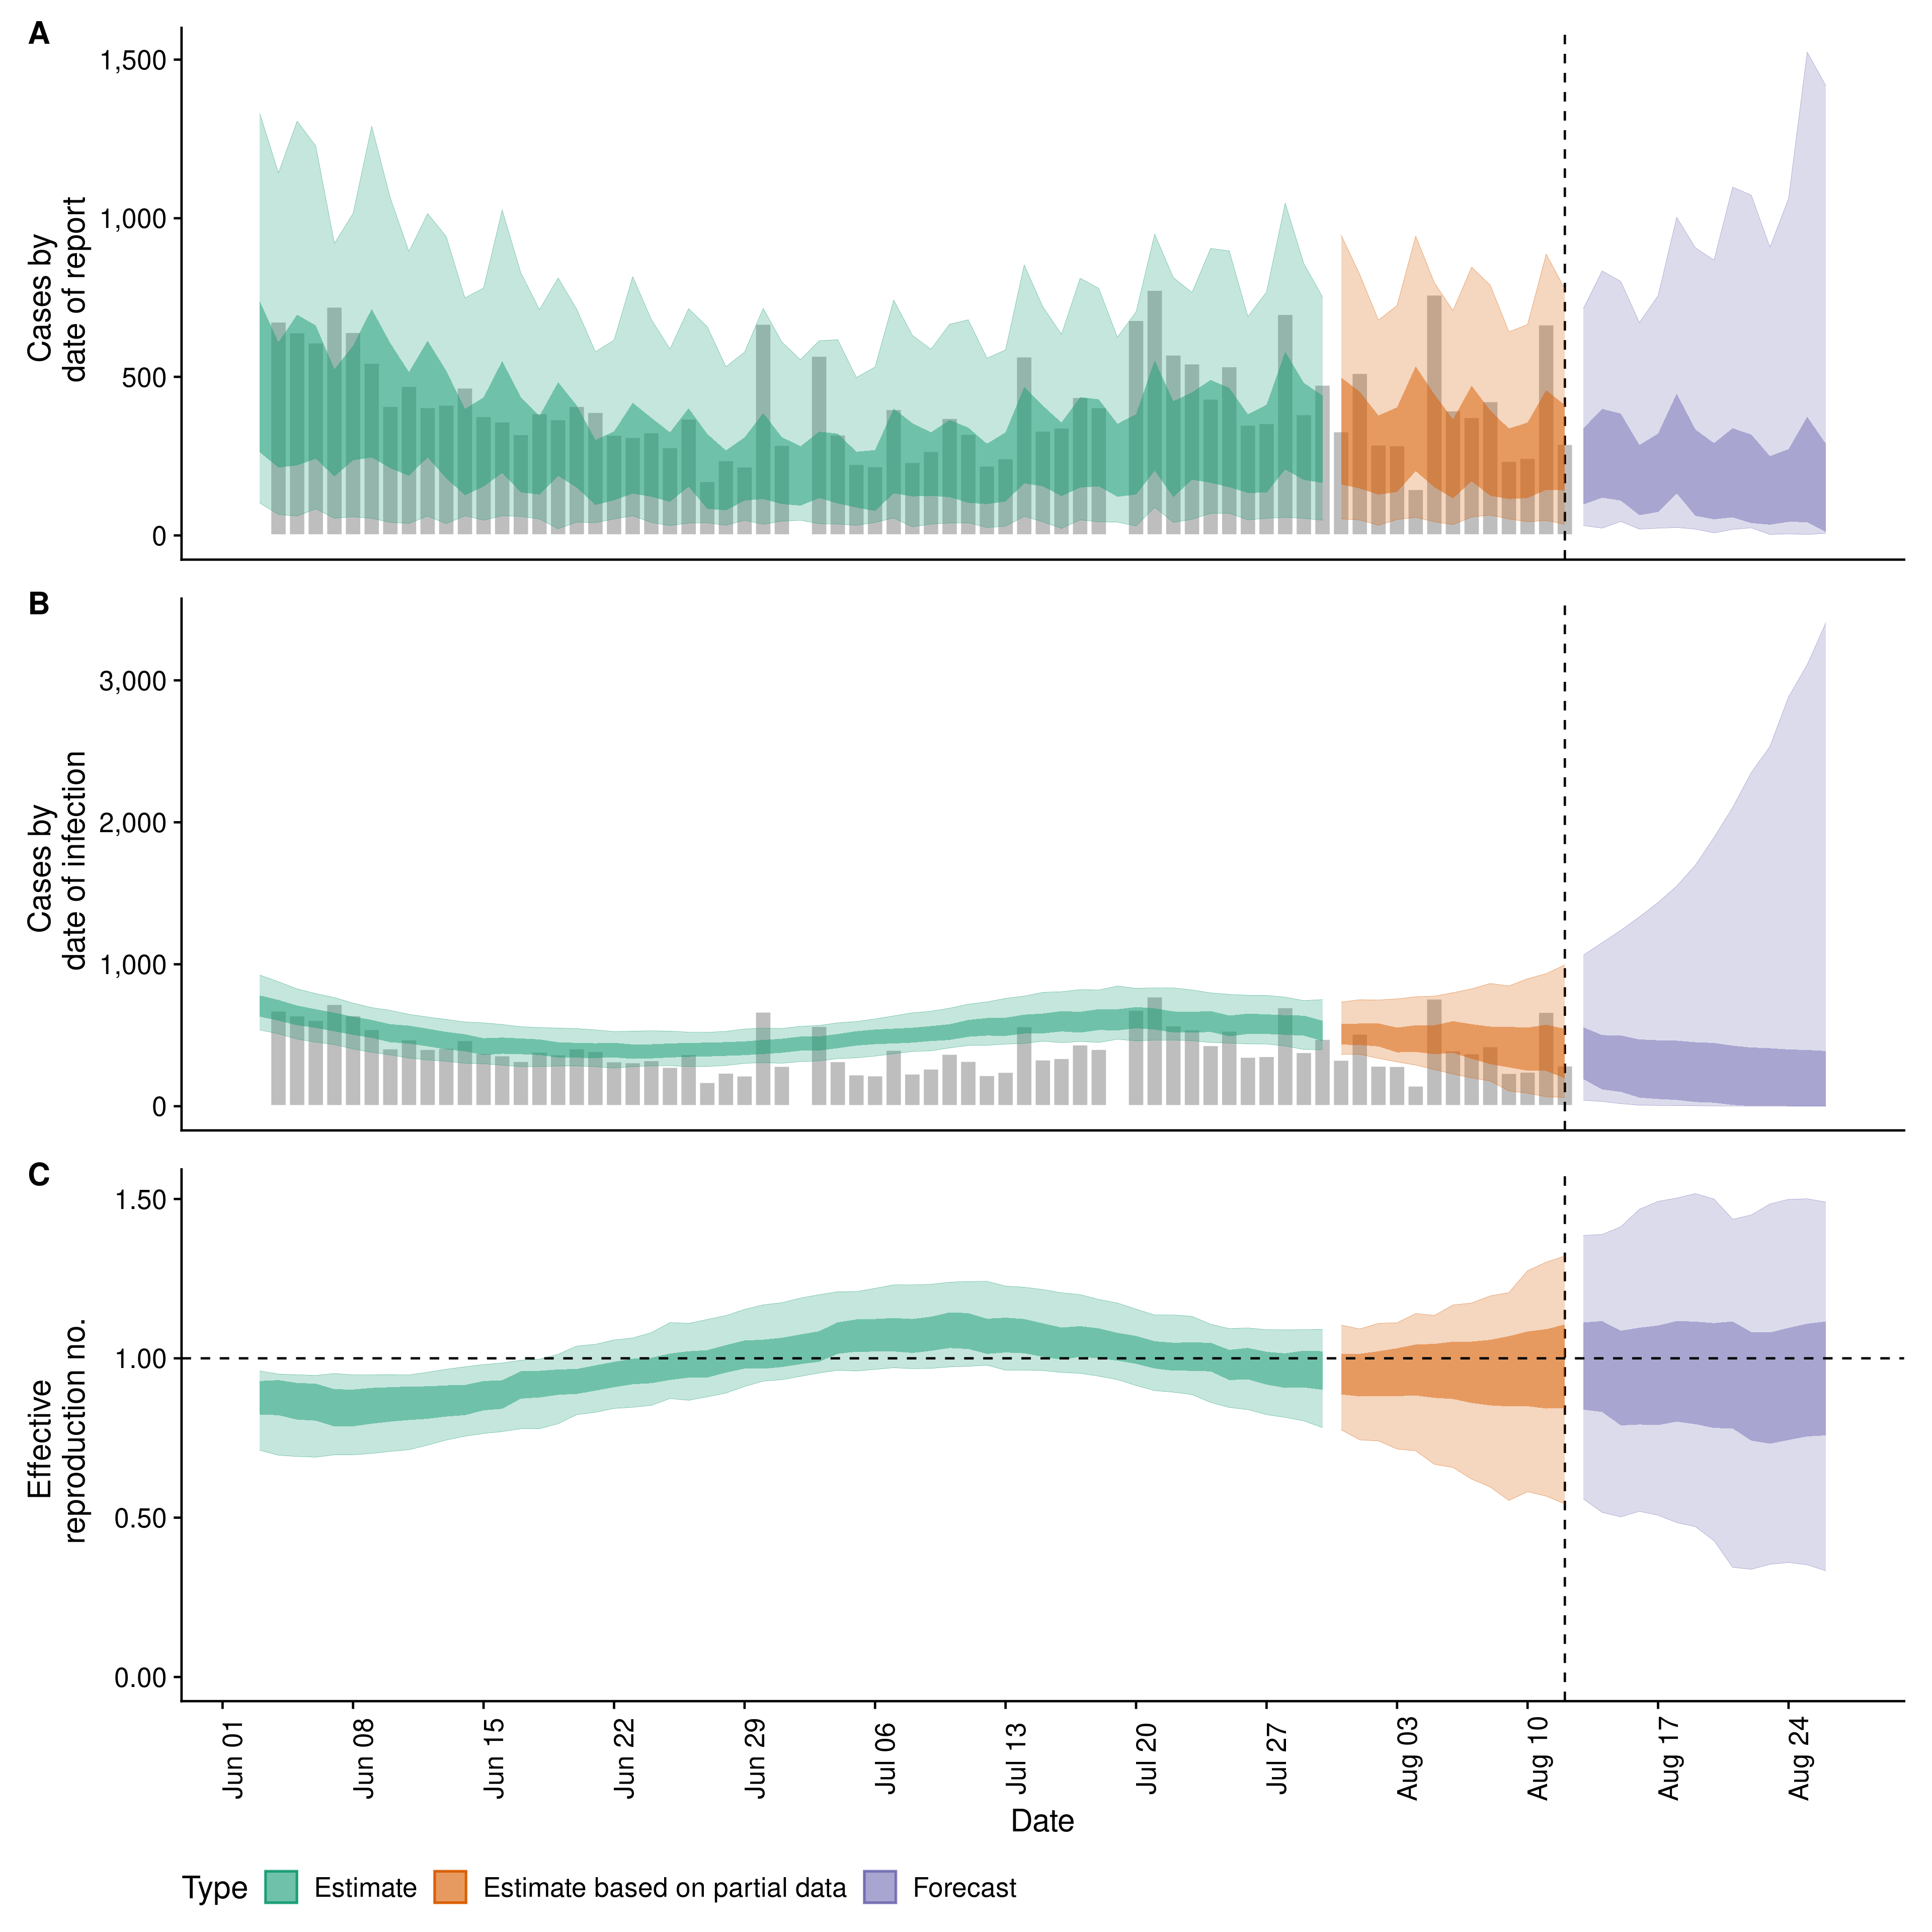 A
1,500
1,000
500
0
Cases by
date of report
B
3,000
2,000
1,000
0
Cases by
date of infection
C
1.50
1.00
0.50
0.00
Effective
reproduction no.
Jun 01
Jun 08
Jun 15
Jun 22
Jun 29
Jul 06
Jul 13
Jul 20
Jul 27
Aug 03
Aug 10
Aug 17
Aug 24
Date
Type Estimate Estimate based on partial data Forecast